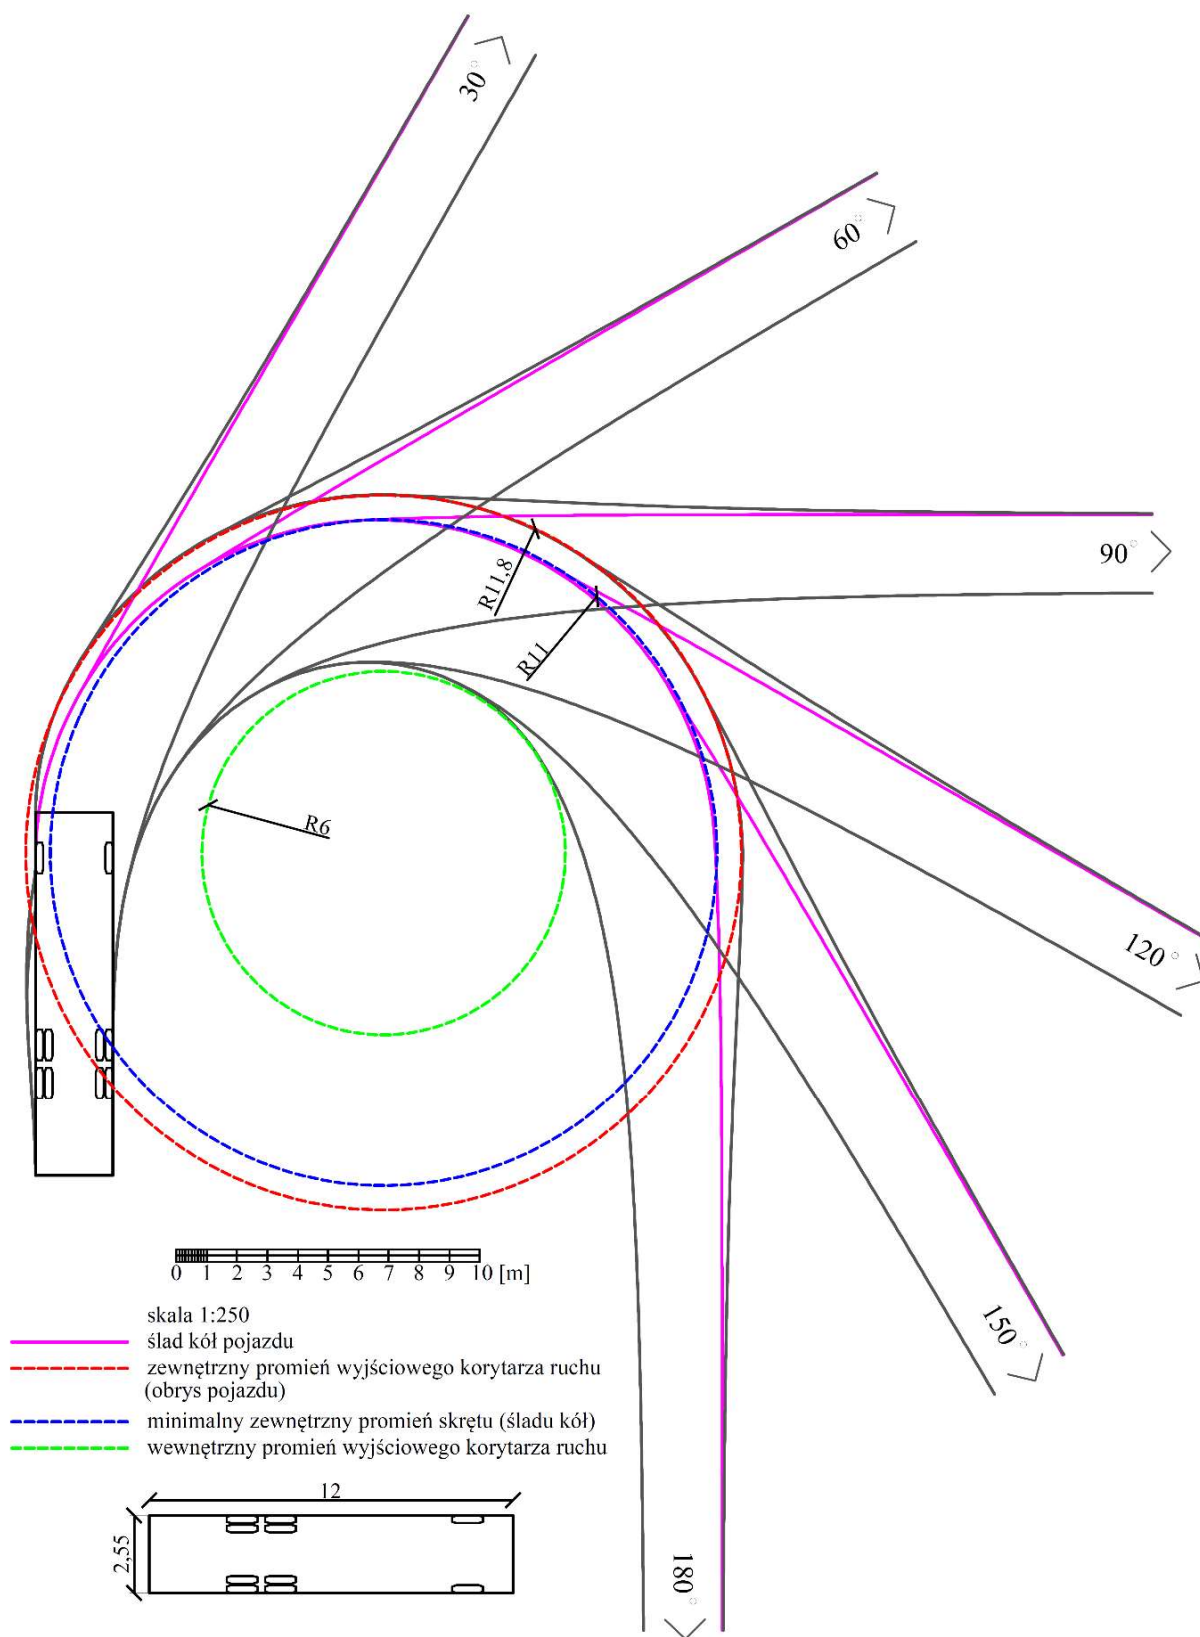 30°
60°
90°
R11,8
R11
R6
120°
150°
180°
0 1 2 3 4 5 6 7 8 9 10 [m]
skala 1:250
ślad kół pojazdu
zewnętrzny promień wyjściowego korytarza ruchu
(obrys pojazdu)
minimalny zewnętrzny promień skrętu (śladu kół)
wewnętrzny promień wyjściowego korytarza ruchu
12
2,55